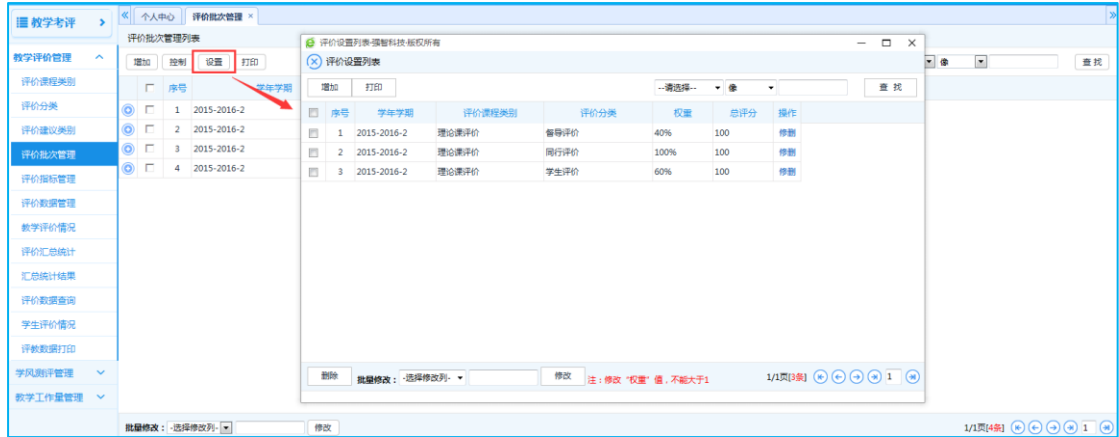 教学考评
个人中心 评价批次管理 ×
评价批次管理列表
增加 控制 设置 打印 像 查 找
序号 学年学期
1 2015-2016-2
2 2015-2016-2
3 2015-2016-2
4 2015-2016-2
教学评价管理
评价课程类别
评价分类
评价建议类别
评价批次管理
评价指标管理
评价数据管理
教学评价情况
评价汇总统计
汇总统计结果
评价数据查询
学生评价情况
评教数据打印
学风测评管理
教学工作量管理
评价设置列表-强智科技-版权所有
评价设置列表
增加 打印 --请选择-- 像 查 找
序号 学年学期 评价课程类别 评价分类 权重 总评分 操作
1 2015-2016-2 理论课评价 督导评价 40% 100 修删
2 2015-2016-2 理论课评价 同行评价 100% 100 修删
3 2015-2016-2 理论课评价 学生评价 60% 100 修删
删除 批量修改：-选择修改列- 修改 注：修改“权重”值，不能大于1 1/1页[3条] 1
批量修改：-选择修改列- 修改 1/1页[4条] 1